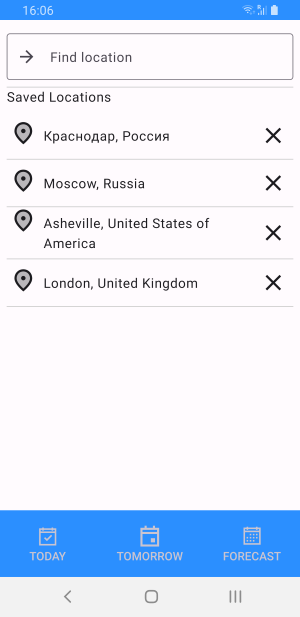 16:06
Find location
Saved Locations
Краснодар, Россия
Moscow, Russia
Asheville, United States of
America
London, United Kingdom
TODAY
TOMORROW
FORECAST